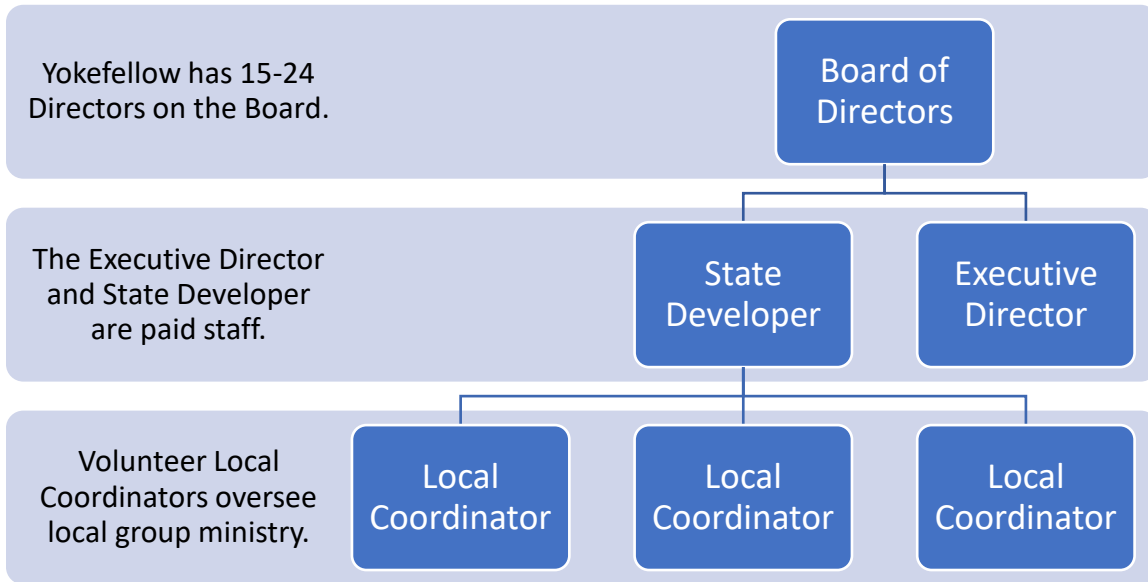 Yokefellow has 15-24
Directors on the Board.
Board of
Directors
The Executive Director
and State Developer
are paid staff.
State
Developer
Executive
Director
Volunteer Local
Coordinators oversee
local group ministry.
Local
Coordinator
Local
Coordinator
Local
Coordinator